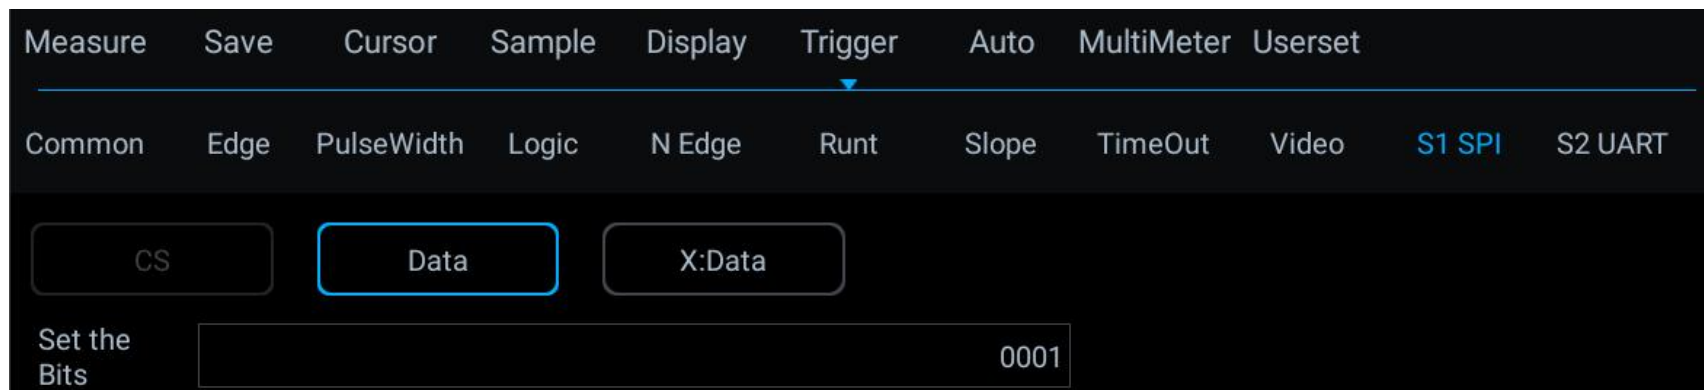 Measure Save Cursor Sample Display Trigger Auto MultiMeter Userset
Common Edge PulseWidth Logic N Edge Runt Slope TimeOut Video S1 SPI S2 UART
CS Data X:Data
Set the
Bits
0001